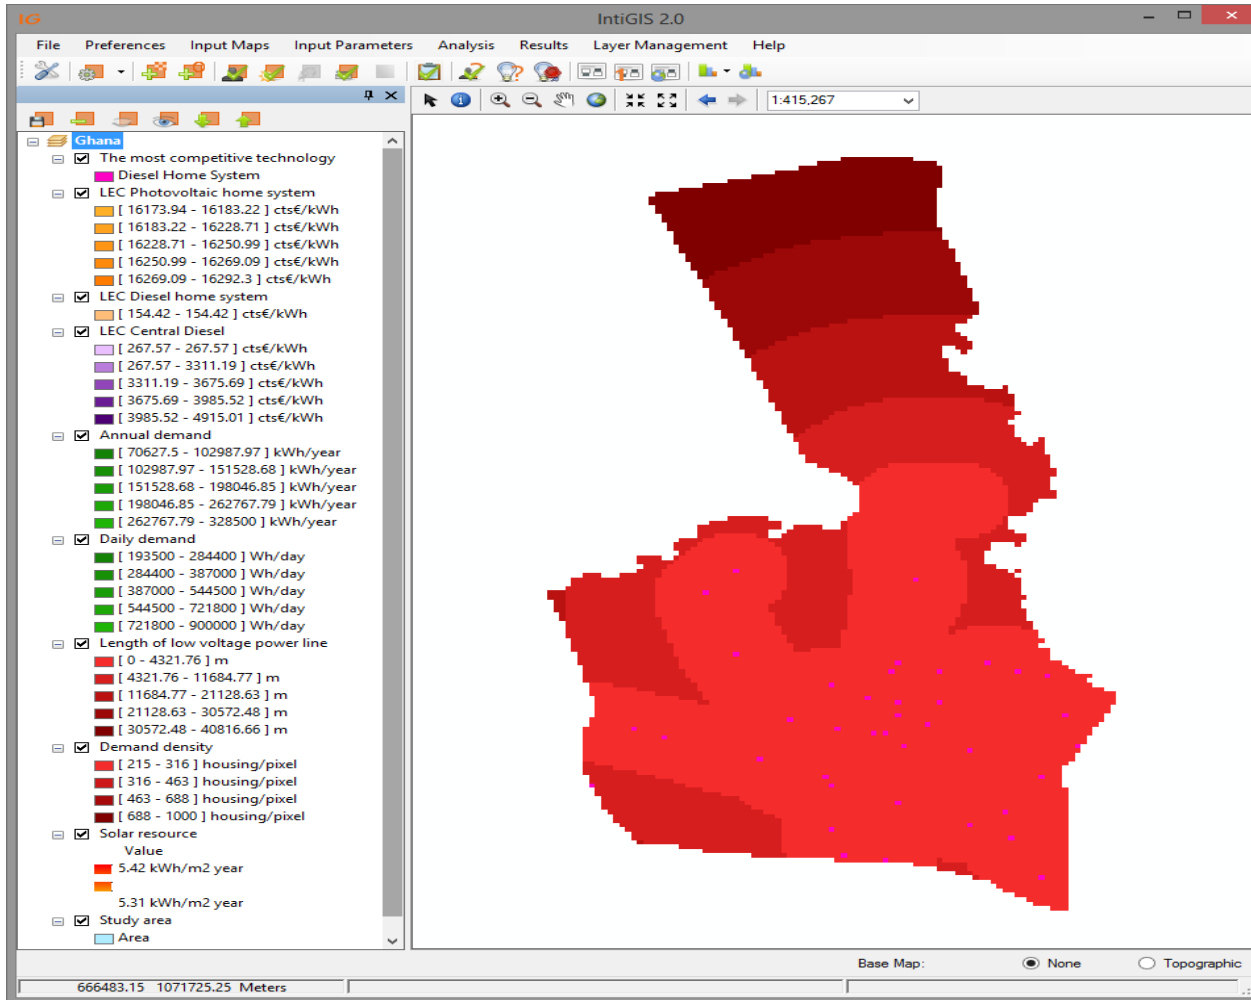 IG
IntiGIS 2.0
File Preferences Input Maps Input Parameters Analysis Results Layer Management Help
1:415,267
Ghana
The most competitive technology
Diesel Home System
LEC Photovoltaic home system
[ 16173.94 - 16183.22 ] cts€/kWh
[ 16183.22 - 16228.71 ] cts€/kWh
[ 16228.71 - 16250.99 ] cts€/kWh
[ 16250.99 - 16269.09 ] cts€/kWh
[ 16269.09 - 16292.3 ] cts€/kWh
LEC Diesel home system
[ 154.42 - 154.42 ] cts€/kWh
LEC Central Diesel
[ 267.57 - 267.57 ] cts€/kWh
[ 267.57 - 3311.19 ] cts€/kWh
[ 3311.19 - 3675.69 ] cts€/kWh
[ 3675.69 - 3985.52 ] cts€/kWh
[ 3985.52 - 4915.01 ] cts€/kWh
Annual demand
[ 70627.5 - 102987.97 ] kWh/year
[ 102987.97 - 151528.68 ] kWh/year
[ 151528.68 - 198046.85 ] kWh/year
[ 198046.85 - 262767.79 ] kWh/year
[ 262767.79 - 328500 ] kWh/year
Daily demand
[ 193500 - 284400 ] Wh/day
[ 284400 - 387000 ] Wh/day
[ 387000 - 544500 ] Wh/day
[ 544500 - 721800 ] Wh/day
[ 721800 - 900000 ] Wh/day
Length of low voltage power line
[ 0 - 4321.76 ] m
[ 4321.76 - 11684.77 ] m
[ 11684.77 - 21128.63 ] m
[ 21128.63 - 30572.48 ] m
[ 30572.48 - 40816.66 ] m
Demand density
[ 215 - 316 ] housing/pixel
[ 316 - 463 ] housing/pixel
[ 463 - 688 ] housing/pixel
[ 688 - 1000 ] housing/pixel
Solar resource
Value
5.42 kWh/m2 year
5.31 kWh/m2 year
Study area
Area
Base Map: None Topographic
666483.15 1071725.25 Meters